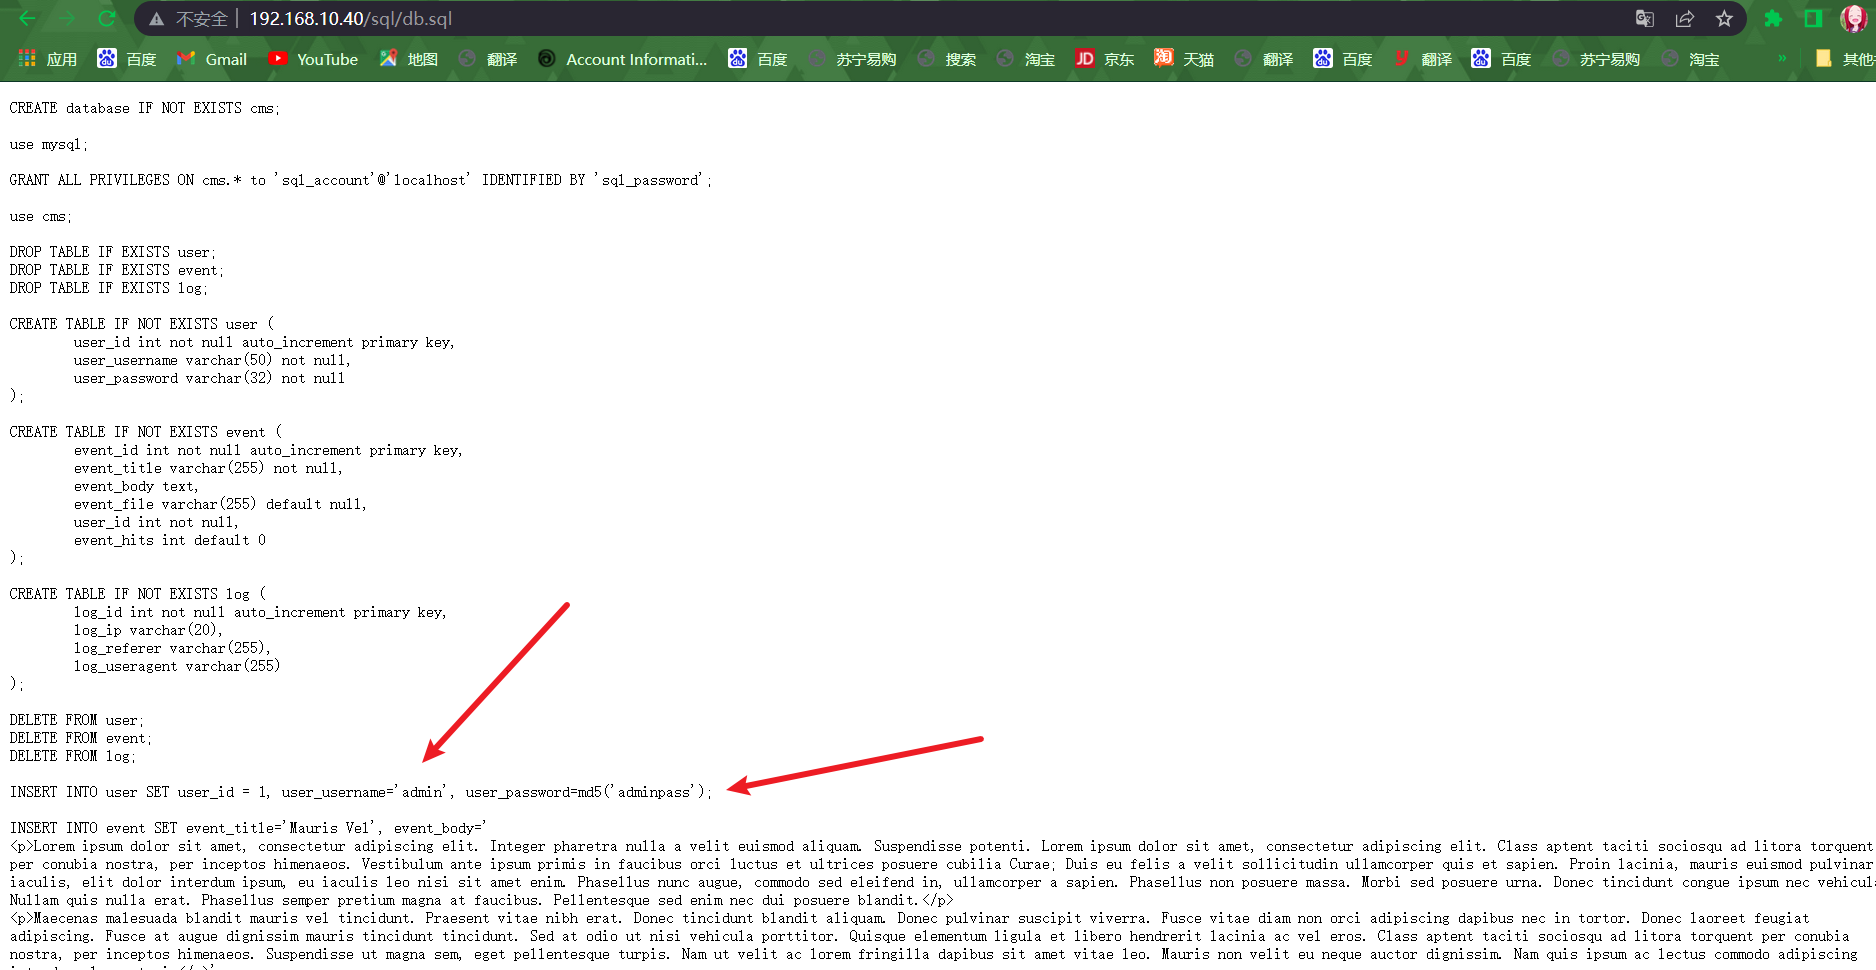 不安全 192.168.10.40/sql/db.sql
应用 百度 Gmail YouTube 地图 翻译 Account Informati... 百度 苏宁易购 搜索 淘宝 JD 京东 淘 天猫 翻译 百度 翻译 百度 苏宁易购 淘宝 » 其他
CREATE database IF NOT EXISTS cms;
use mysql;
GRANT ALL PRIVILEGES ON cms.* to 'sql_account'@'localhost' IDENTIFIED BY 'sql_password';
use cms;
DROP TABLE IF EXISTS user;
DROP TABLE IF EXISTS event;
DROP TABLE IF EXISTS log;
CREATE TABLE IF NOT EXISTS user (
user_id int not null auto_increment primary key,
user_username varchar(50) not null,
user_password varchar(32) not null
);
CREATE TABLE IF NOT EXISTS event (
event_id int not null auto_increment primary key,
event_title varchar(255) not null,
event_body text,
event_file varchar(255) default null,
user_id int not null,
event_hits int default 0
);
CREATE TABLE IF NOT EXISTS log (
log_id int not null auto_increment primary key,
log_ip varchar(20),
log_referer varchar(255),
log_useragent varchar(255)
);
DELETE FROM user;
DELETE FROM event;
DELETE FROM log;
INSERT INTO user SET user_id = 1, user_username='admin', user_password=md5('adminpass');
INSERT INTO event SET event_title='Mauris Vel', event_body='
<p>Lorem ipsum dolor sit amet, consectetur adipiscing elit. Integer pharetra nulla a velit euismod aliquam. Suspendisse potenti. Lorem ipsum dolor sit amet, consectetur adipiscing elit. Class aptent taciti sociosqu ad litora torquent
per conubia nostra, per inceptos himenaeos. Vestibulum ante ipsum primis in faucibus orci luctus et ultrices posuere cubilia Curae; Duis eu felis a velit sollicitudin ullamcorper quis et sapien. Proin lacinia, mauris euismod pulvinar
iaculis, elit dolor interdum ipsum, eu iaculis leo nisi sit amet enim. Phasellus nunc augue, commodo sed eleifend in, ullamcorper a sapien. Phasellus non posuere massa. Morbi sed posuere urna. Donec tincidunt congue ipsum nec vehicul
Nullam quis nulla erat. Phasellus semper pretium magna at faucibus. Pellentesque sed enim nec dui posuere blandit.</p>
<p>Maecenas malesuada blandit mauris vel tincidunt. Praesent vitae nibh erat. Donec tincidunt blandit aliquam. Donec pulvinar suscipit viverra. Fusce vitae diam non orci adipiscing dapibus nec in tortor. Donec laoreet feugiat
adipiscing. Fusce at augue dignissim mauris tincidunt tincidunt. Sed at odio ut nisi vehicula porttitor. Quisque elementum ligula et libero hendrerit lacinia ac vel eros. Class aptent taciti sociosqu ad litora torquent per conubia
nostra, per inceptos himenaeos. Suspendisse ut magna sem, eget pellentesque turpis. Nam ut velit ac lorem fringilla dapibus sit amet vitae leo. Mauris non velit eu neque auctor dignissim. Nam quis ipsum ac lectus commodo adipiscing